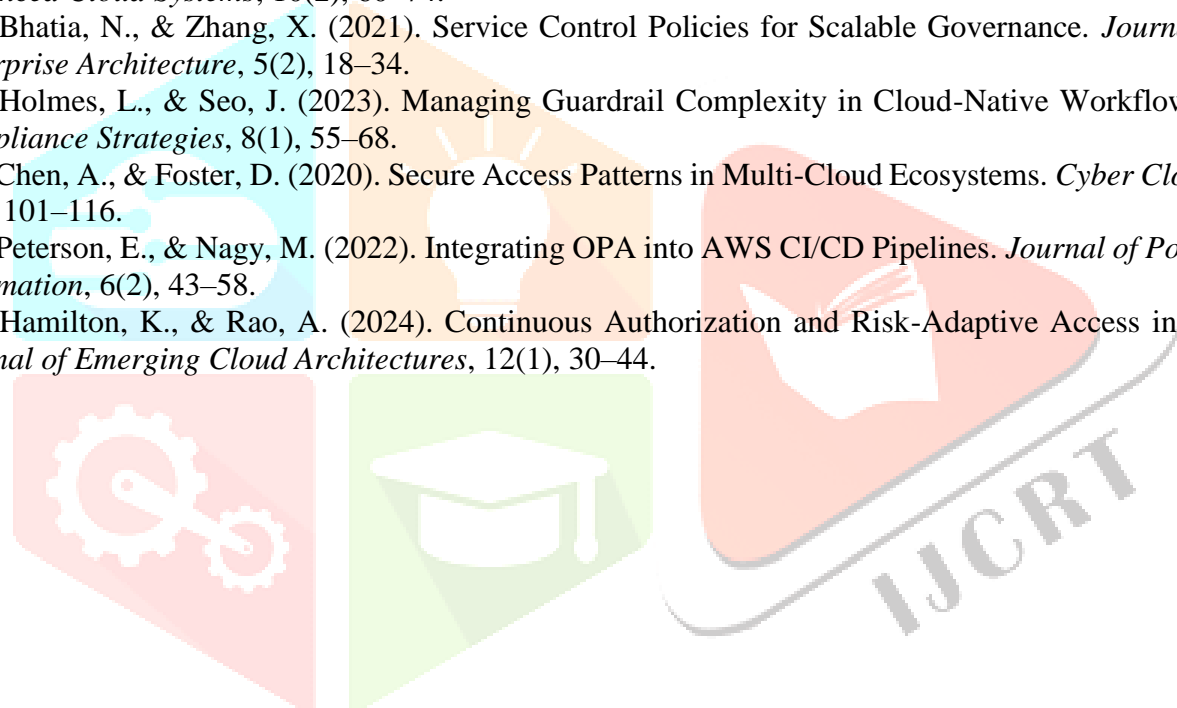 Cloud Systems
Bhatia, N., & Zhang, X. (2021). Service Control Policies for Scalable Governance. Journ
rprise Architecture, 5(2), 18–34.
Holmes, L., & Seo, J. (2023). Managing Guardrail Complexity in Cloud-Native Workflow
pliance Strategies, 8(1), 55–68.
Chen, A., & Foster, D. (2020). Secure Access Patterns in Multi-Cloud Ecosystems. Cyber Clo
101–116.
Peterson, E., & Nagy, M. (2022). Integrating OPA into AWS CI/CD Pipelines. Journal of Po
mation, 6(2), 43–58.
Hamilton, K., & Rao, A. (2024). Continuous Authorization and Risk-Adaptive Access in
nal of Emerging Cloud Architectures, 12(1), 30–44.
IJCRT